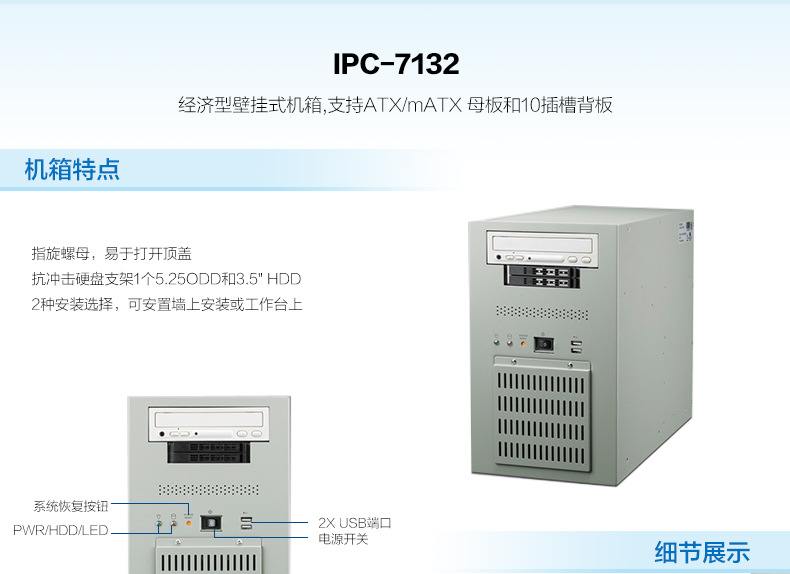 IPC-7132
经济型壁挂式机箱,支持ATX/mATX 母板和10插槽背板
机箱特点
指旋螺母，易于打开顶盖
抗冲击硬盘支架1个5.25ODD和3.5" HDD
2种安装选择，可安置墙上安装或工作台上
系统恢复按钮
PWR/HDD/LED
2X USB端口
电源开关
细节展示